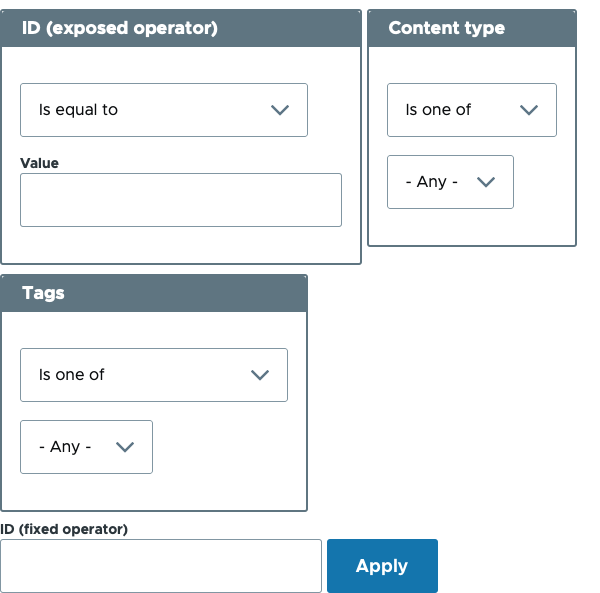 ID (exposed operator)
Is equal to
Value
Content type
Is one of
- Any -
Tags
Is one of
- Any -
ID (fixed operator)
Apply